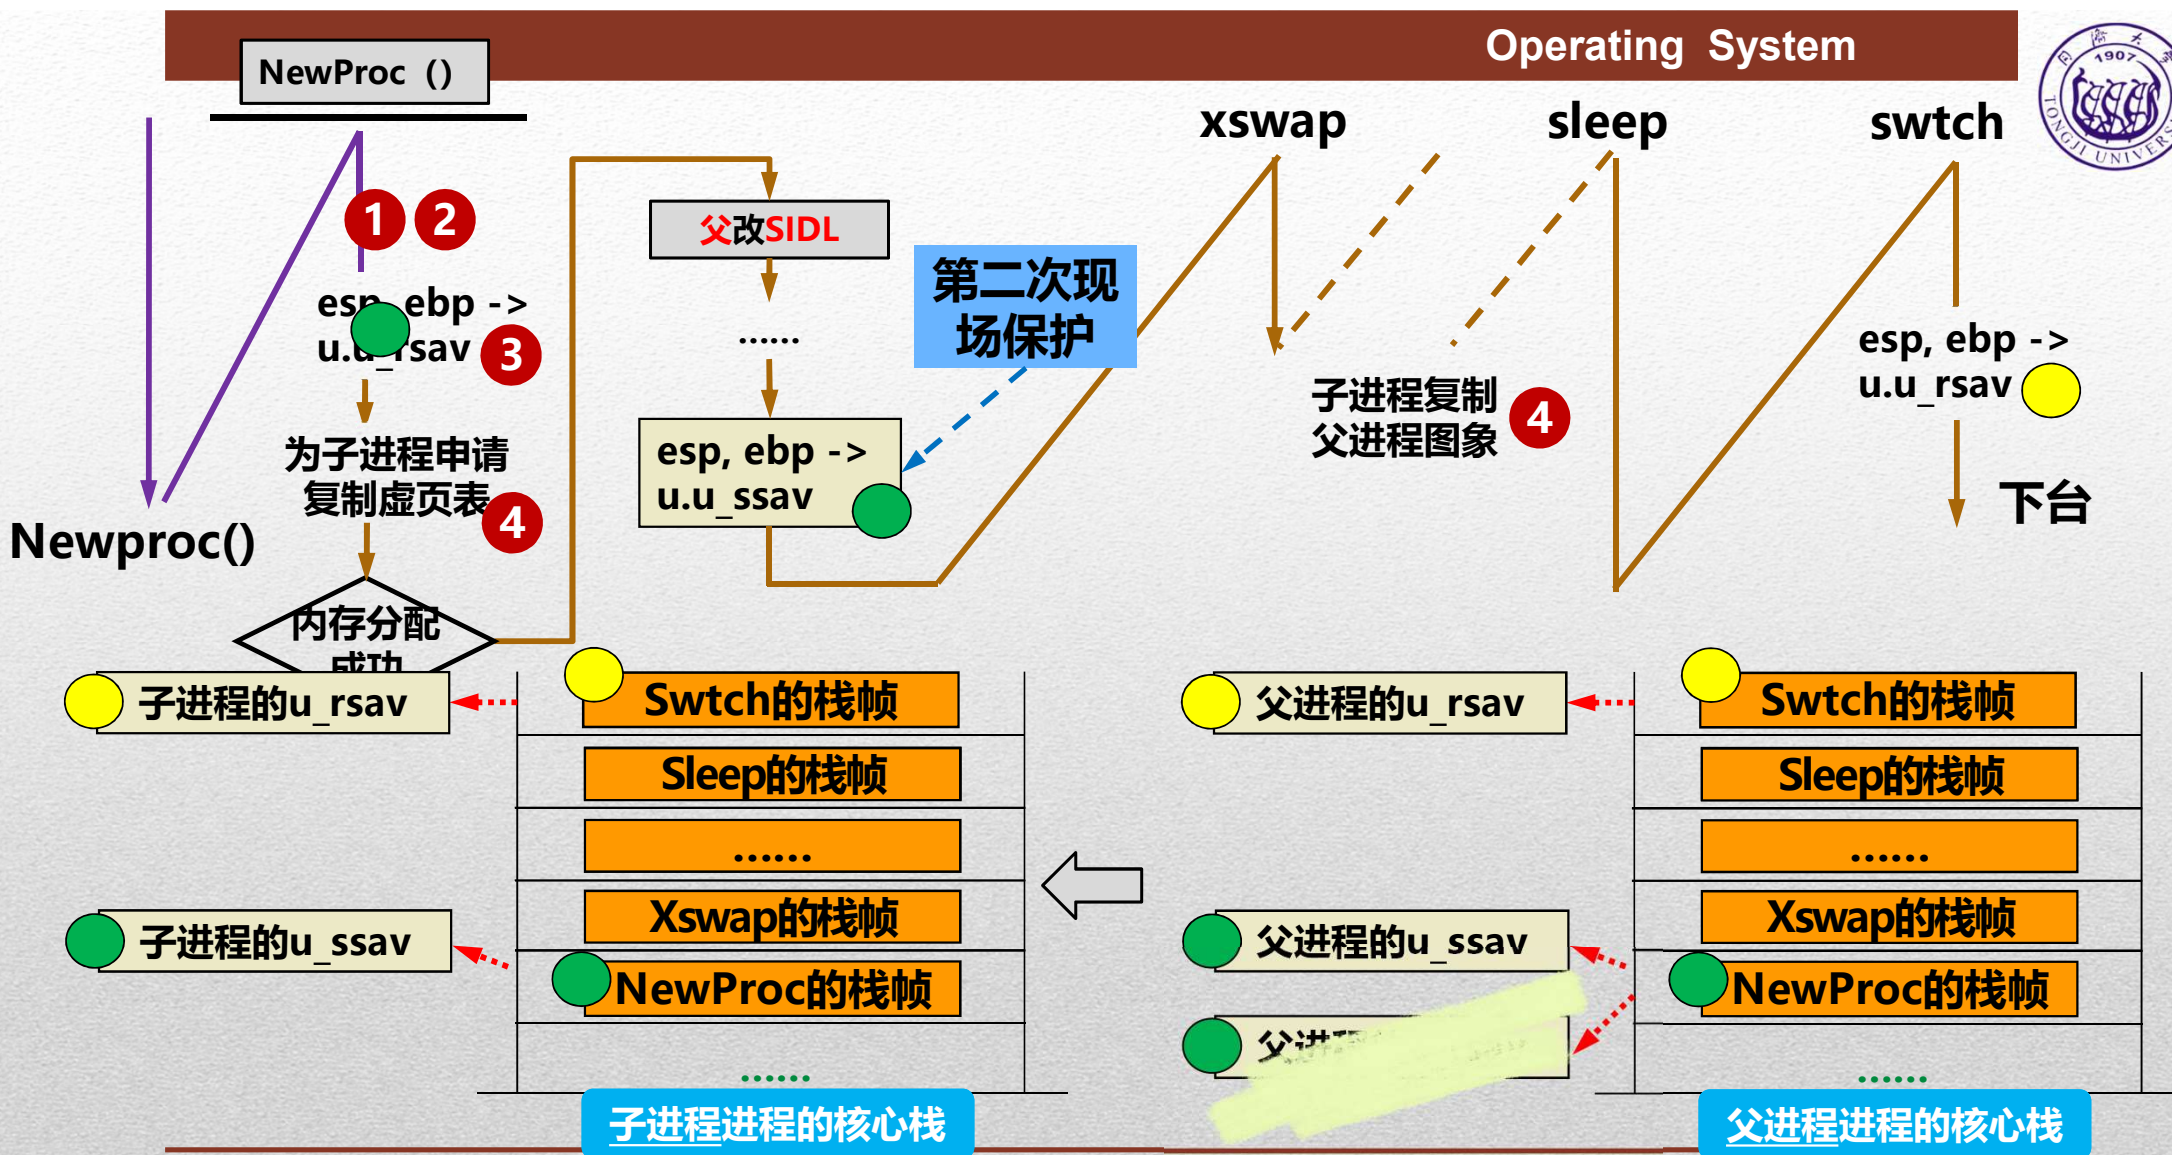 Operating System
NewProc ()
xswap
sleep
swtch
1907
TONGJI UNIVERS
1
2
父改SIDL
第二次现
场保护
esp, ebp ->
u.u_rsav
3
......
esp, ebp ->
u.u_rsav
子进程复制
父进程图象
4
为子进程申请
复制虚页表
4
esp, ebp ->
u.u_ssav
下台
Newproc()
内存分配
成功
子进程的u_rsav
Swtch的栈帧
Sleep的栈帧
......
Xswap的栈帧
子进程的u_ssav
NewProc的栈帧
......
子进程进程的核心栈
父进程的u_rsav
Swtch的栈帧
Sleep的栈帧
......
Xswap的栈帧
父进程的u_ssav
NewProc的栈帧
......
父进程进程的核心栈